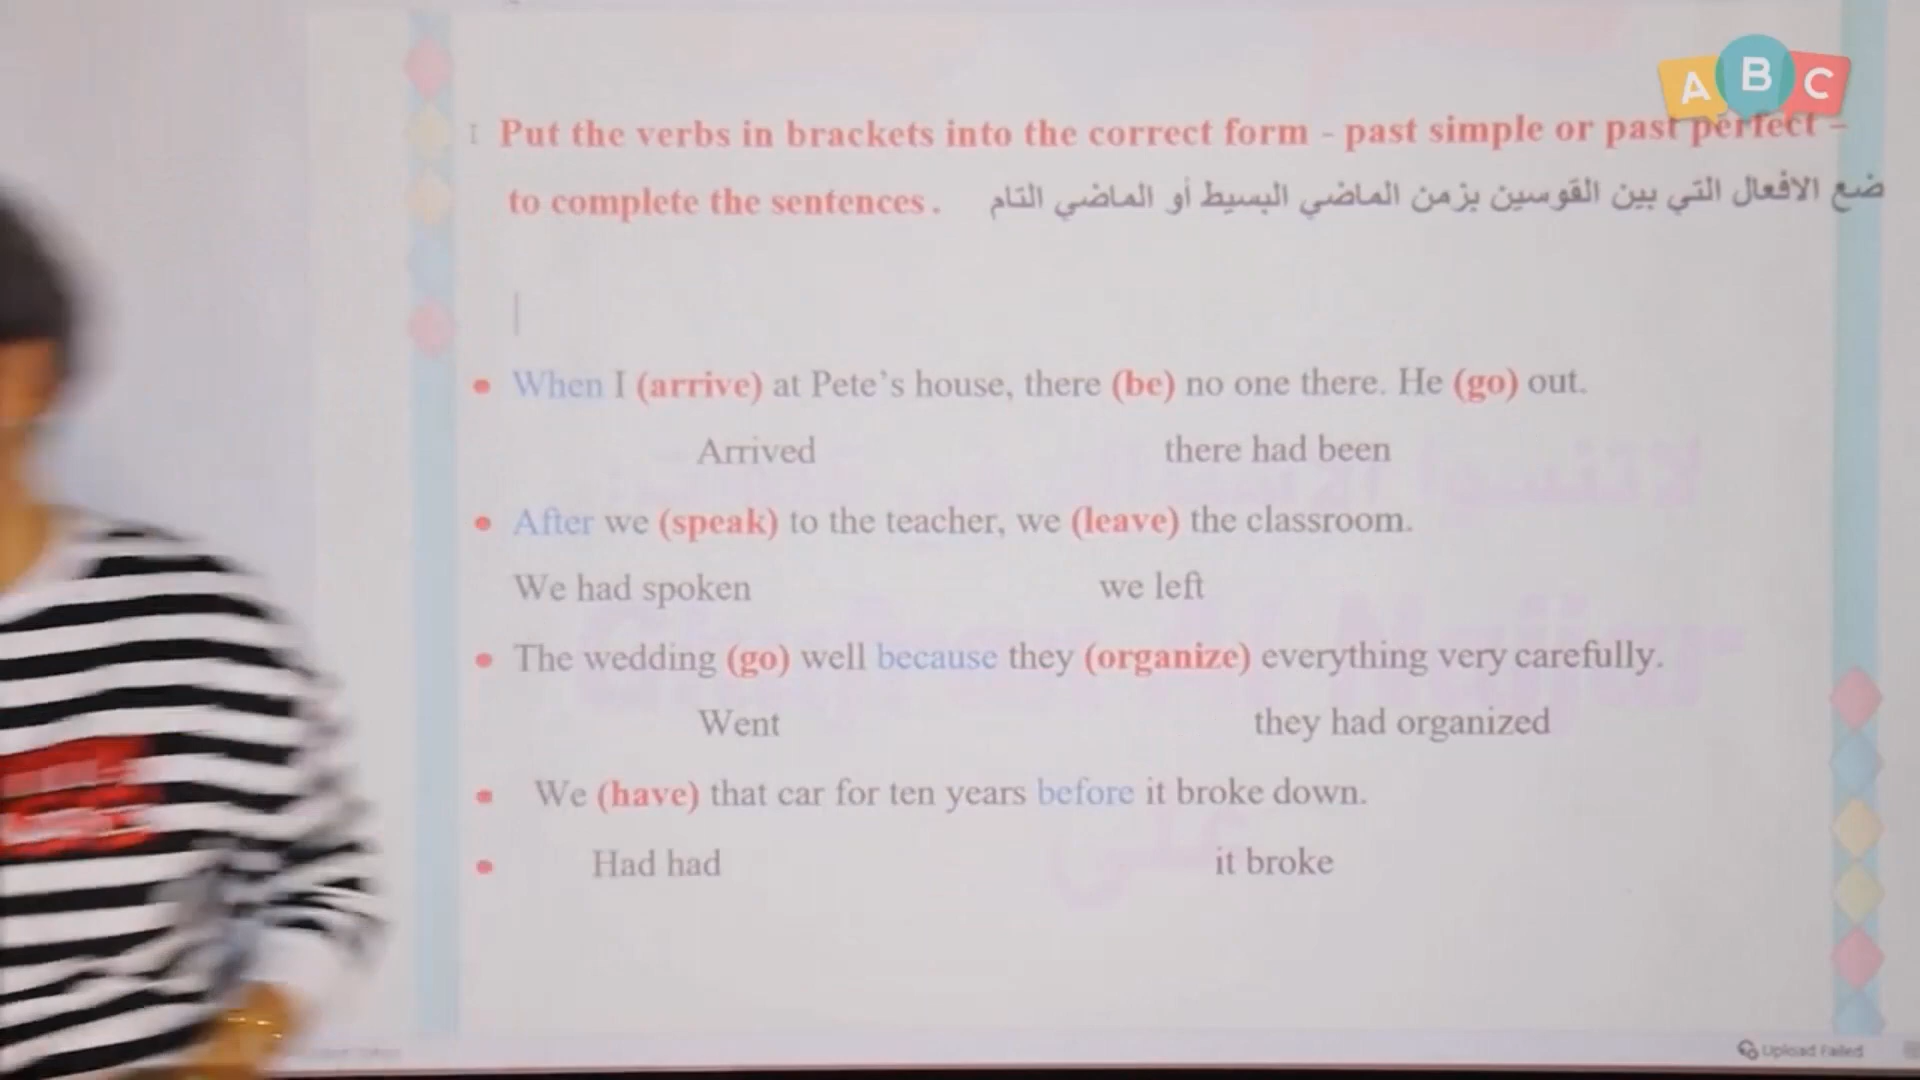 A B C
I Put the verbs in brackets into the correct form - past simple or past perfect –
to complete the sentences. ضع الافعال التي بين القوسين بزمن الماضي البسيط أو الماضي التام
• When I (arrive) at Pete's house, there (be) no one there. He (go) out.
Arrived there had been
• After we (speak) to the teacher, we (leave) the classroom.
We had spoken we left
• The wedding (go) well because they (organize) everything very carefully.
Went they had organized
• We (have) that car for ten years before it broke down.
• Had had it broke
Upload Failed